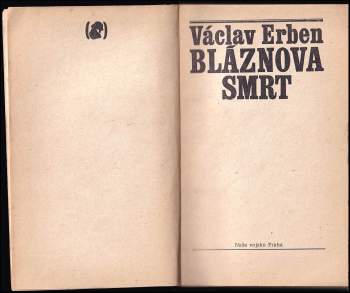 Václav Erben
BLÁZNOVA
SMRT
Naše vojsko Praha